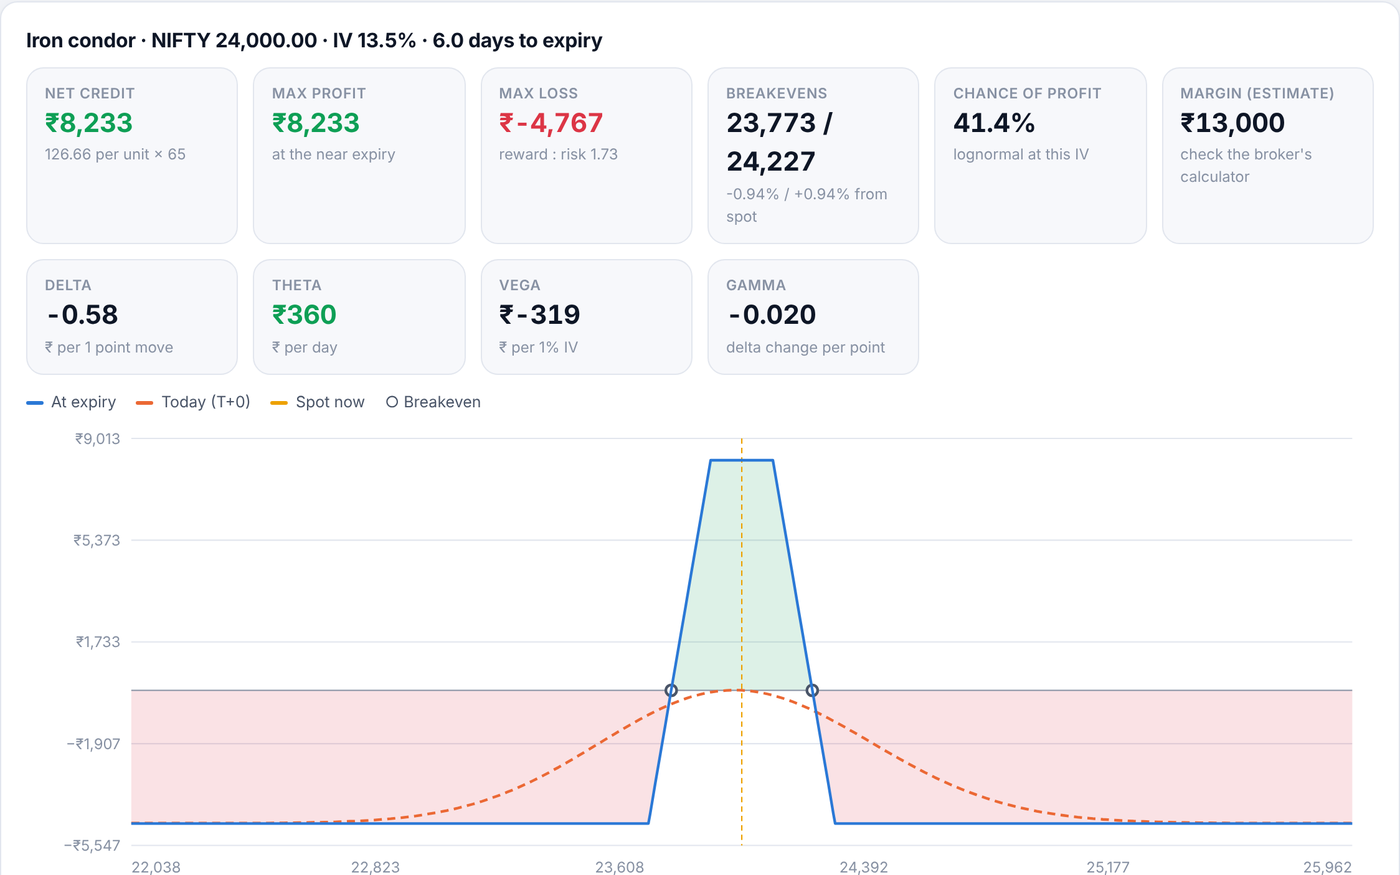 Iron condor · NIFTY 24,000.00 · IV 13.5% · 6.0 days to expiry
NET CREDIT
₹8,233
126.66 per unit × 65
MAX PROFIT
₹8,233
at the near expiry
MAX LOSS
₹-4,767
reward : risk 1.73
BREAKEVENS
23,773 /
24,227
-0.94% / +0.94% from
spot
CHANCE OF PROFIT
41.4%
lognormal at this IV
MARGIN (ESTIMATE)
₹13,000
check the broker's
calculator
DELTA
-0.58
₹ per 1 point move
THETA
₹360
₹ per day
VEGA
₹-319
₹ per 1% IV
GAMMA
-0.020
delta change per point
At expiry Today (T+0) Spot now Breakeven
₹9,013
₹5,373
₹1,733
−₹1,907
−₹5,547
22,038 22,823 23,608 24,392 25,177 25,962